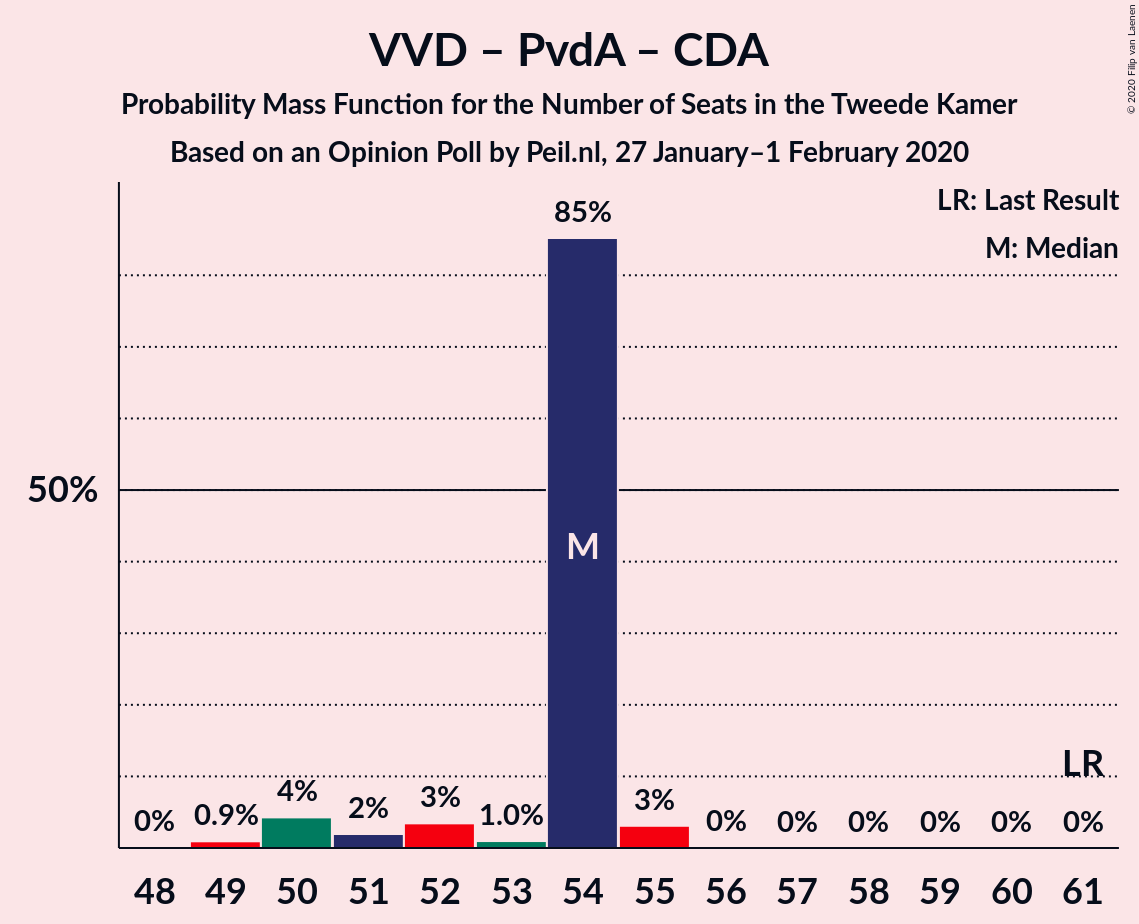 VVD – PvdA – CDA
Probability Mass Function for the Number of Seats in the Tweede Kamer
Based on an Opinion Poll by Peil.nl, 27 January–1 February 2020
© 2020 Filip van Laenen
LR: Last Result
M: Median
85%
50%
M
LR
0% 0.9% 4% 2% 3% 1.0% 3% 0% 0% 0% 0% 0% 0%
48 49 50 51 52 53 54 55 56 57 58 59 60 61